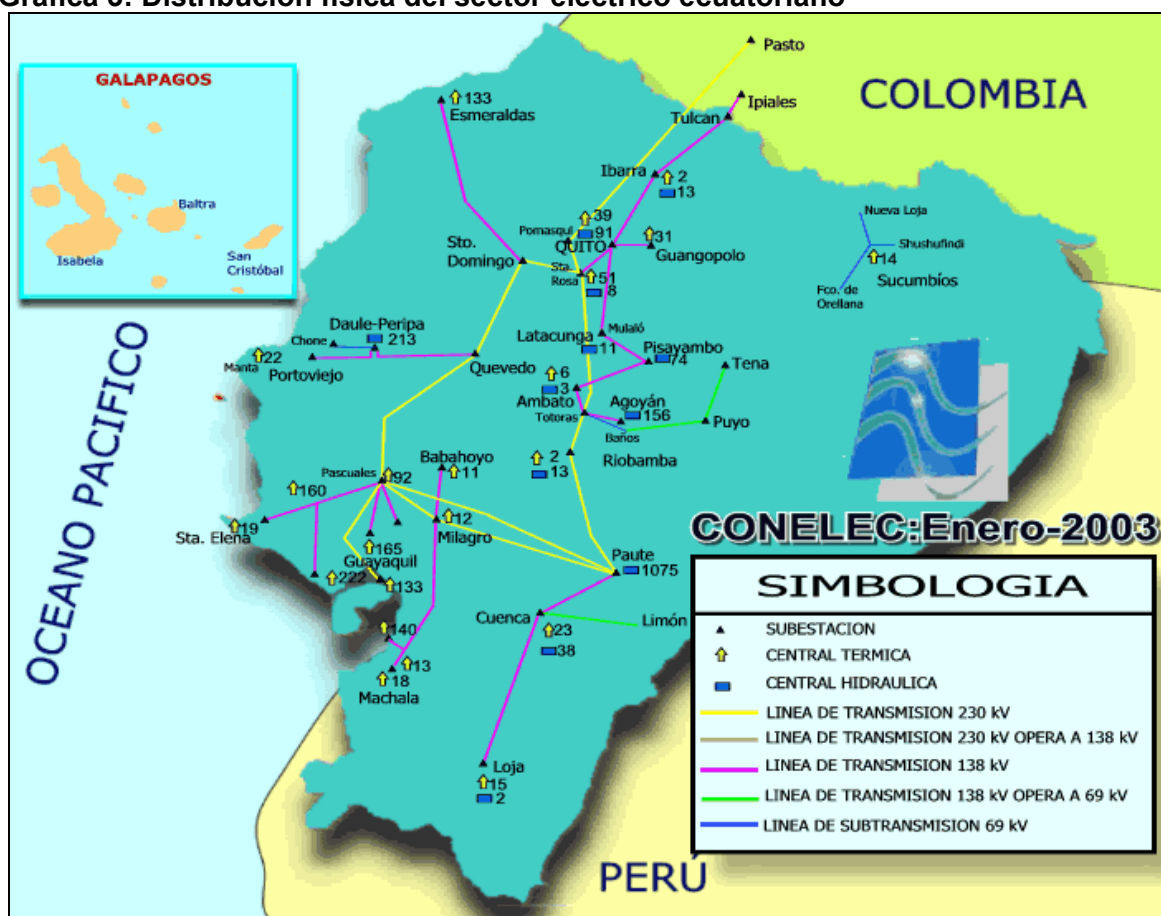 Gráfica 3: Distribución física del sector eléctrico ecuatoriano
GALAPAGOS
Baltra
San
Cristóbal
Isabela
Pasto
COLOMBIA
Ipiales
Tulcan
133
Esmeraldas
Ibarra
2
13
39
91
Pomasqui
QUITO
31
Guangopolo
Nueva Loja
Shushufindi
14
Sucumbíos
Fco. de
Orellana
Sto.
Domingo
Sta.
Rosa
51
8
Daule-Peripa
213
Chone
22
Manta
Portoviejo
Quevedo
Latacunga
11
Mulaló
Pisayambo
74
Tena
6
3
Ambato
Totoras
Agoyán
156
Baños
Puyo
2
13
Riobamba
OCEANO PACIFICO
Babahoyo
11
Pascuales
92
160
19
Sta. Elena
12
Milagro
165
Guayaquil
222
133
Paute
1075
140
13
18
Machala
Cuenca
23
38
Limón
Loja
15
2
PERÚ
CONELEC:Enero-2003
SIMBOLOGIA
SUBESTACION
CENTRAL TERMICA
CENTRAL HIDRAULICA
LINEA DE TRANSMISION 230 kV
LINEA DE TRANSMISION 230 kV OPERA A 138 kV
LINEA DE TRANSMISION 138 kV
LINEA DE TRANSMISION 138 kV OPERA A 69 kV
LINEA DE SUBTRANSMISION 69 kV